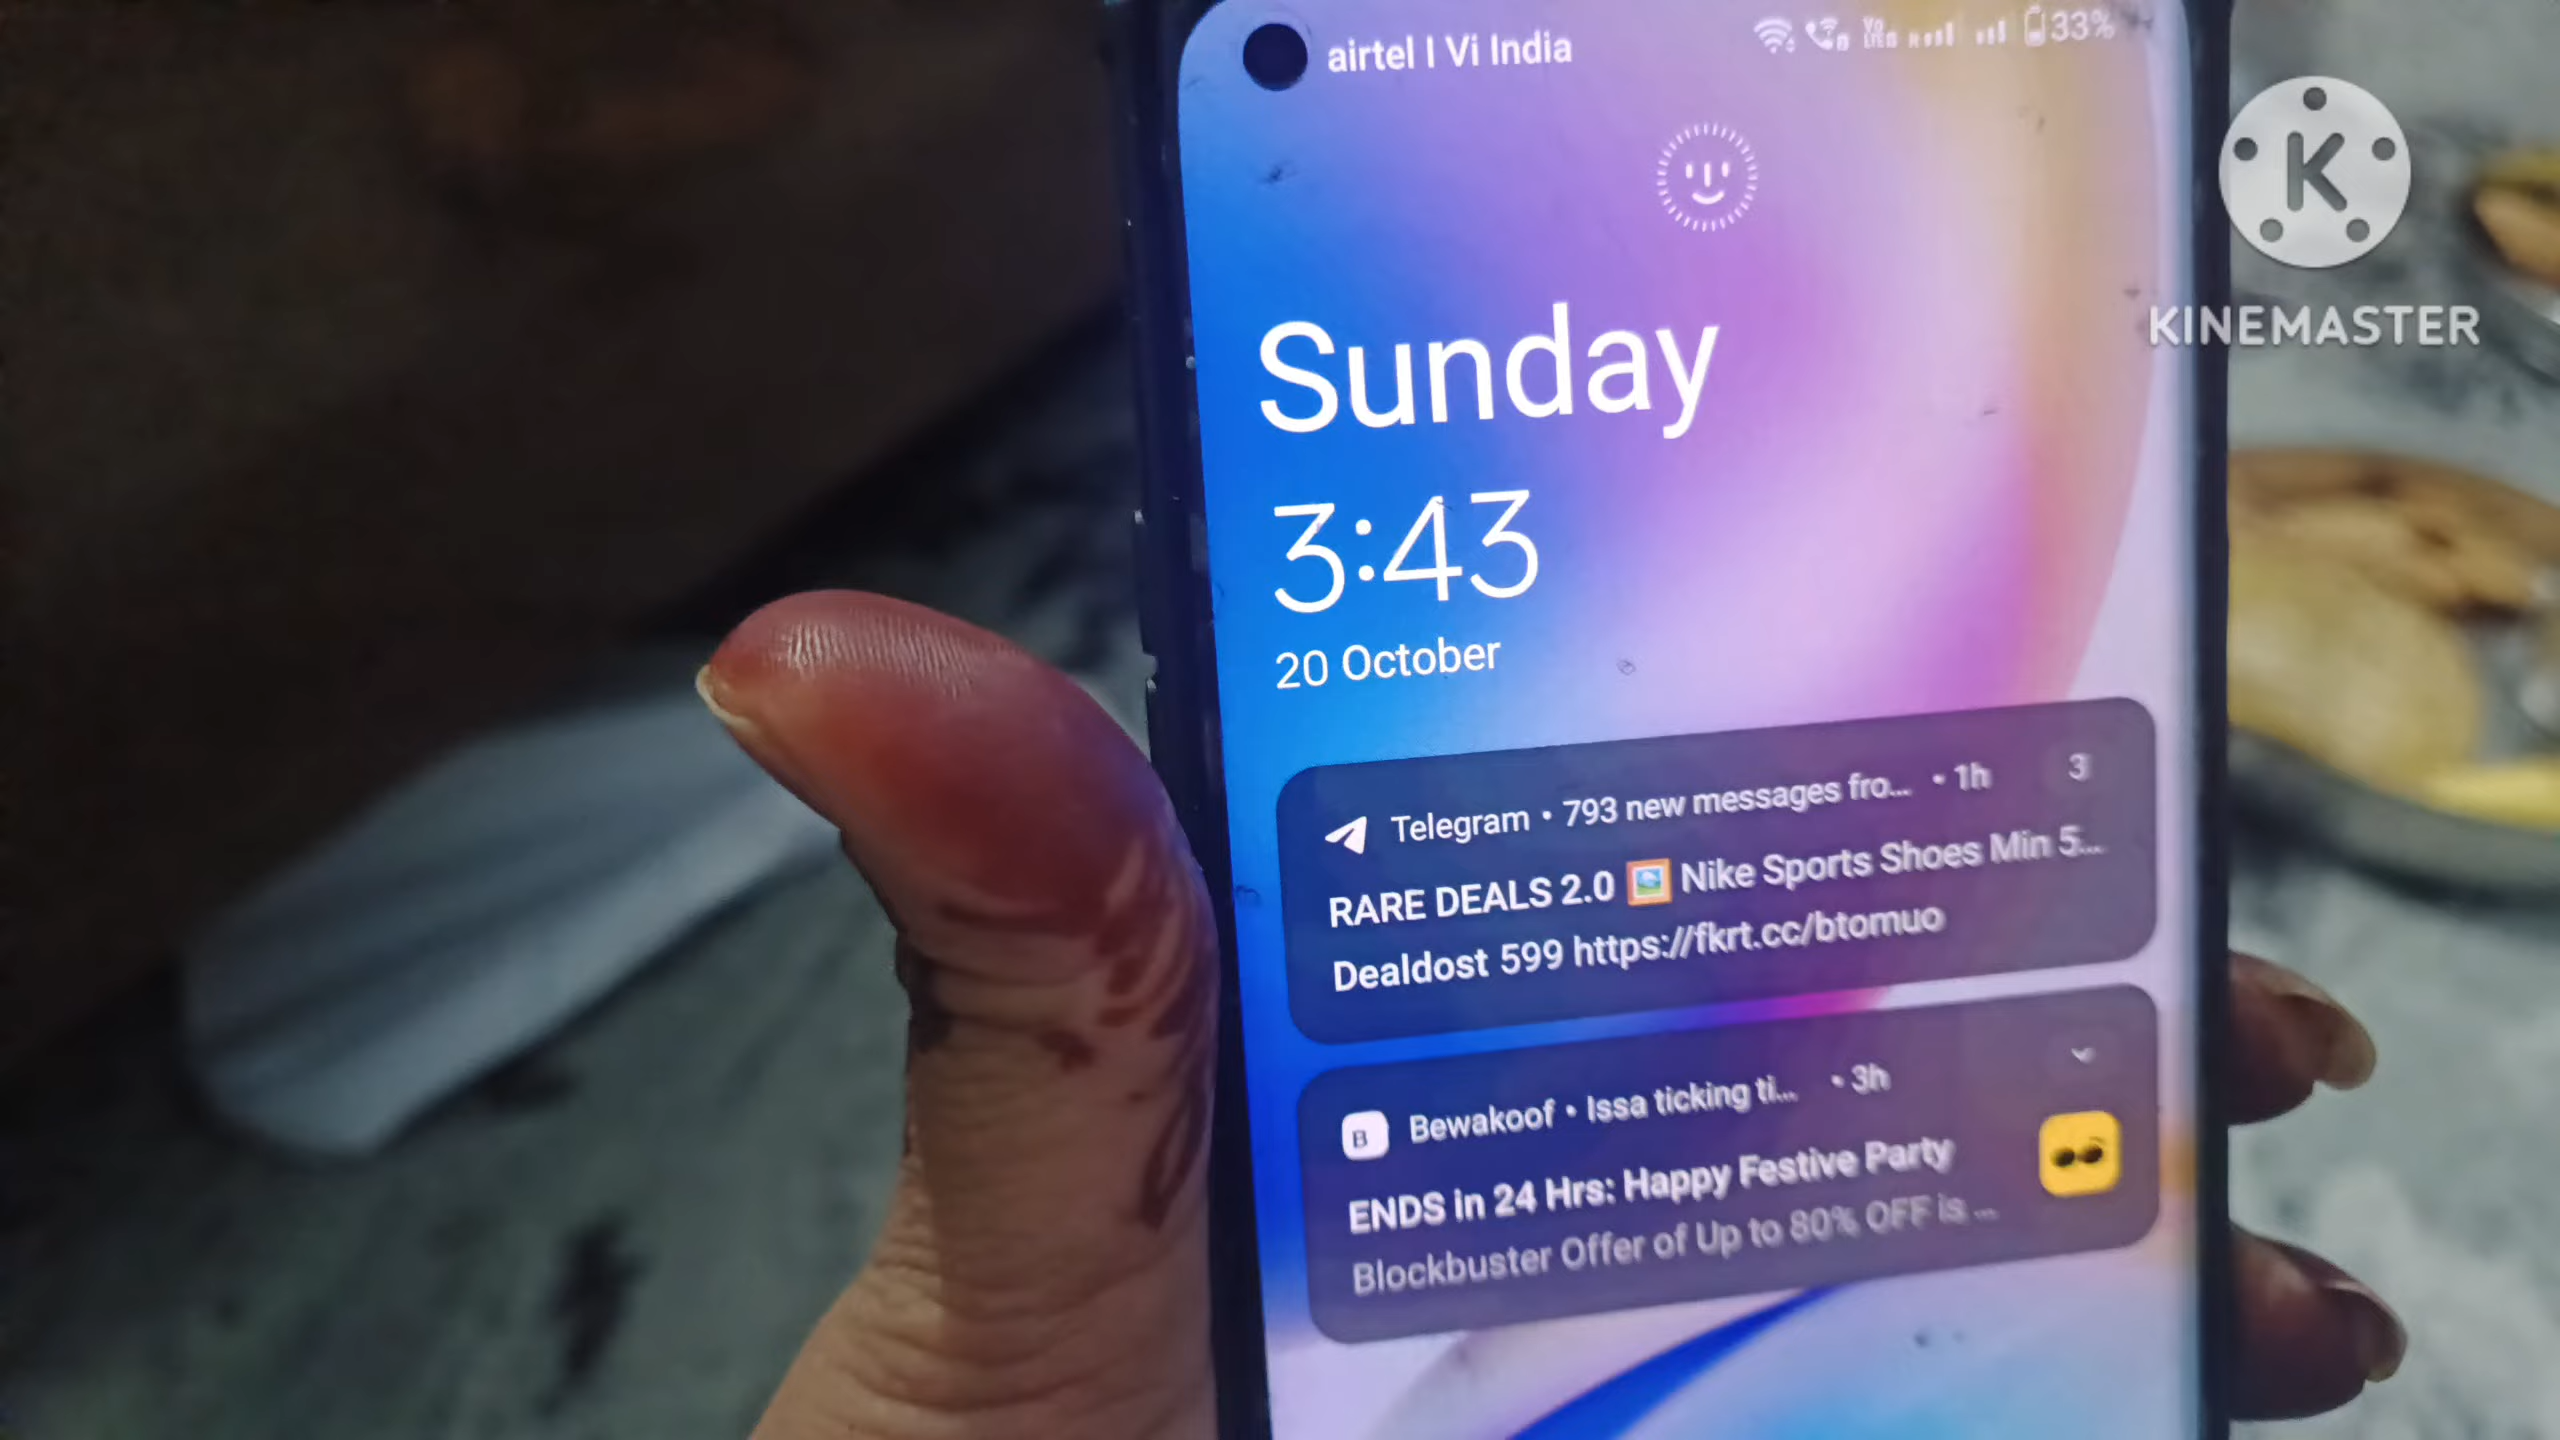 airtel | Vi India
33%
Sunday
3:43
20 October
Telegram • 793 new messages fro... • 1h 3
RARE DEALS 2.0 🖼️ Nike Sports Shoes Min 5...
Dealdost 599 https://fkrt.cc/btomuo
B Bewakoof • Issa ticking ti... • 3h
ENDS in 24 Hrs: Happy Festive Party
Blockbuster Offer of Up to 80% OFF is ...
K
KINEMASTER